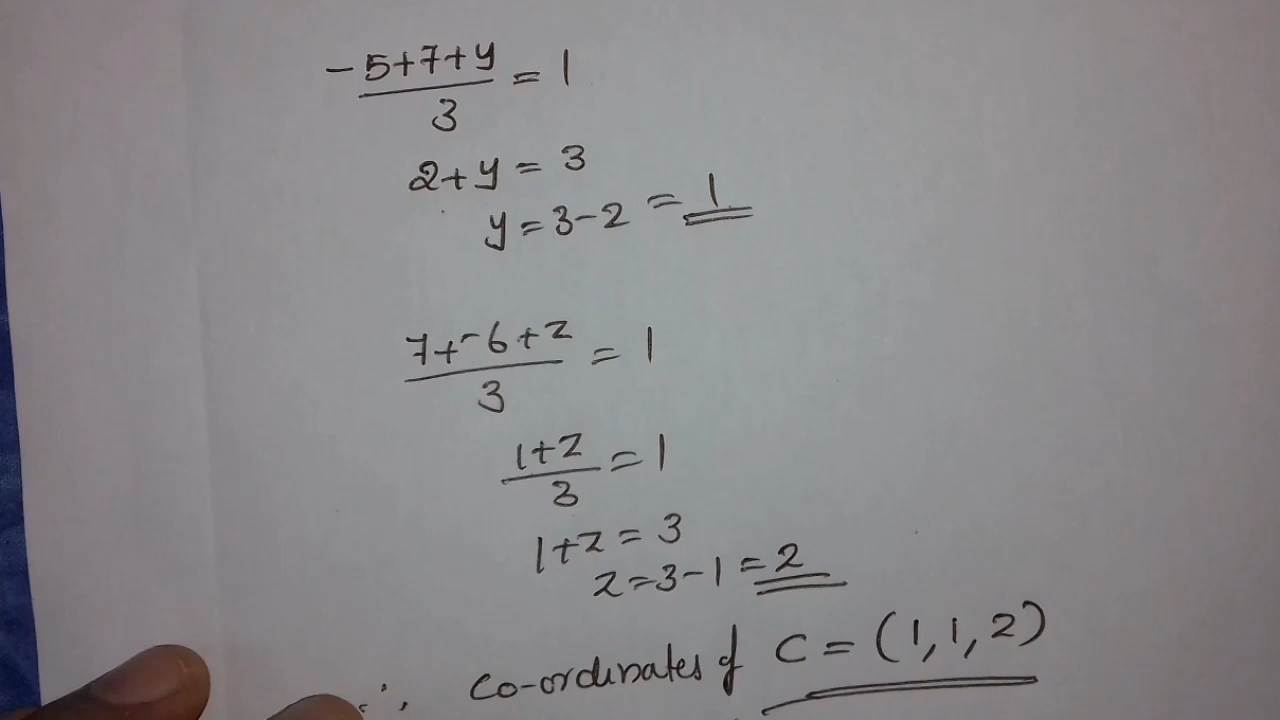 -5+7+y / 3 = 1
2+y = 3
y = 3-2 = 1
7+-6+z / 3 = 1
1+z / 3 = 1
1+z = 3
z = 3-1 = 2
∴ co-ordinates of C = (1,1,2)